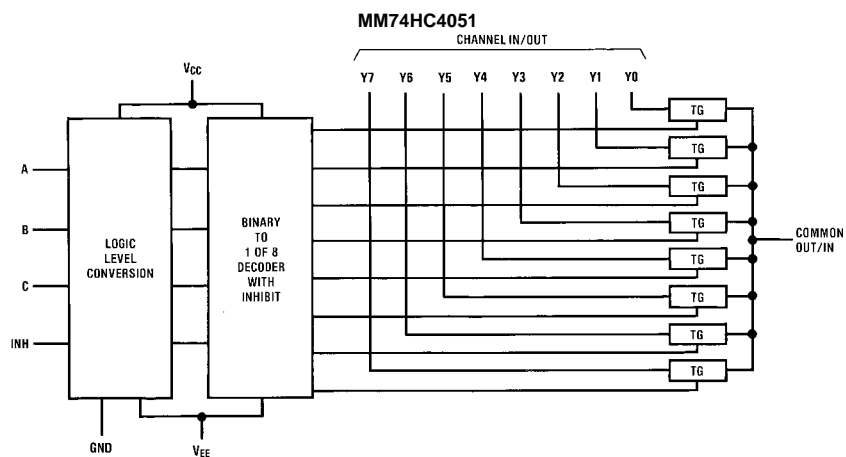 MM74HC4051
CHANNEL IN/OUT
VCC
Y7 Y6 Y5 Y4 Y3 Y2 Y1 Y0
TG
TG
TG
TG
TG
TG
TG
TG
A
B
C
INH
LOGIC
LEVEL
CONVERSION
BINARY
TO
1 OF 8
DECODER
WITH
INHIBIT
COMMON
OUT/IN
GND
VEE